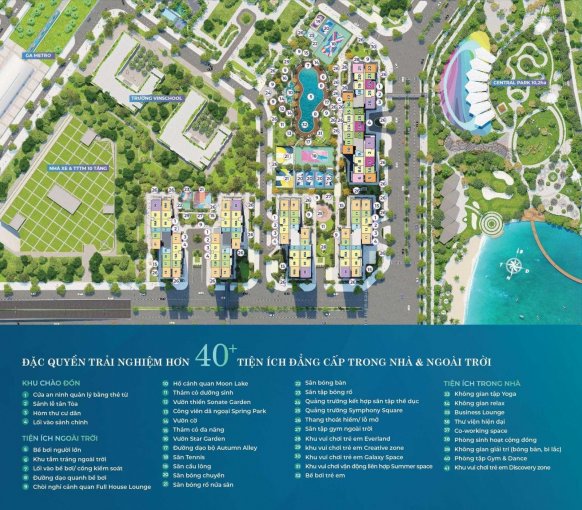 GA METRO
TRƯỜNG VINSCHOOL
CENTRAL PARK 10,2ha
NHÀ XE & TTTM 10 TẦNG
ĐẶC QUYỀN TRẢI NGHIỆM HƠN 40+ TIỆN ÍCH ĐẲNG CẤP TRONG NHÀ & NGOÀI TRỜI
KHU CHÀO ĐÓN
1 Cửa an ninh quản lý bằng thẻ từ
2 Sảnh lễ tân Tòa
3 Hòm thư cư dân
4 Lối vào sảnh chính
TIỆN ÍCH NGOÀI TRỜI
5 Bể bơi người lớn
6 Khu tắm tráng ngoài trời
7 Lối vào bể bơi/ cổng kiểm soát
8 Đường dạo quanh bể bơi
9 Chòi nghỉ cảnh quan Full House Lounge
10 Hồ cảnh quan Moon Lake
11 Thảm cỏ dưỡng sinh
12 Vườn thiền Sonate Garden
13 Công viên dã ngoại Spring Park
14 Vườn cờ
15 Thảm cỏ đa năng
16 Vườn Star Garden
17 Đường dạo bộ Autumn Alley
18 Sân Tennis
19 Sân cầu lông
20 Sân bóng chuyền
21 Sân bóng rổ nửa sân
22 Sân bóng bàn
23 Sân tập bóng rổ
24 Quảng trường kết hợp sân tập thể dục
25 Quảng trường Symphony Square
26 Thang thoát hiểm/ lỗ mở
27 Sân tập gym ngoài trời
28 Khu vui chơi trẻ em Everland
29 Khu vui chơi trẻ em Creative zone
30 Khu vui chơi trẻ em Galaxy Space
31 Khu vui chơi vận động liên hợp Summer space
32 Bể bơi trẻ em
TIỆN ÍCH TRONG NHÀ
33 Không gian tập Yoga
34 Không gian relax
35 Business Lounge
36 Thư viện hiện đại
37 Co-working space
38 Phòng sinh hoạt cộng đồng
39 Không gian giải trí (bóng bàn, bi lắc)
40 Phòng tập Gym & Dance
41 Khu vui chơi trẻ em Discovery zone